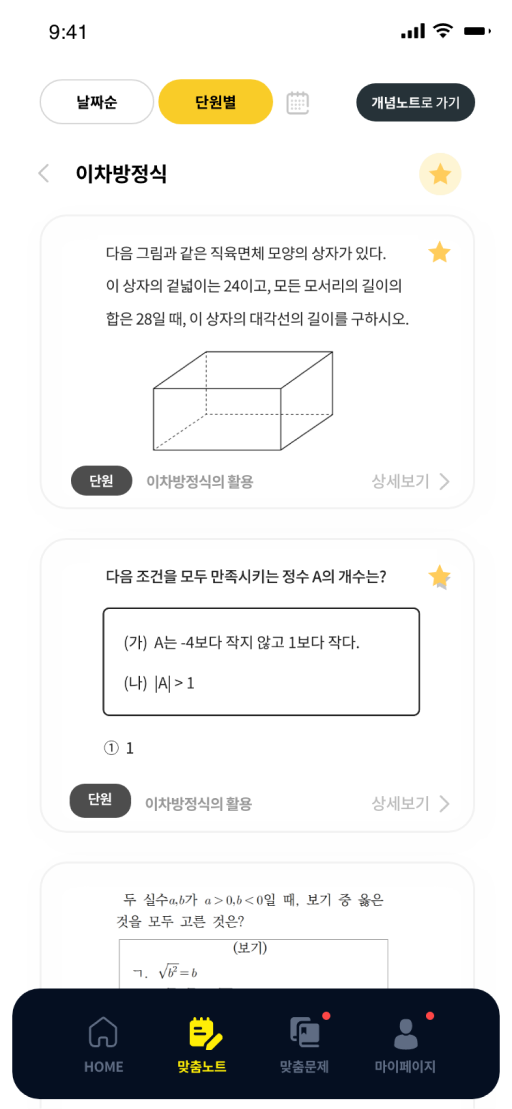 9:41
날짜순
단원별
개념노트로 가기
이차방정식
다음 그림과 같은 직육면체 모양의 상자가 있다.
이 상자의 겉넓이는 24이고, 모든 모서리의 길이의
합은 28일 때, 이 상자의 대각선의 길이를 구하시오.
단원
이차방정식의 활용
상세보기
다음 조건을 모두 만족시키는 정수 A의 개수는?
(가) A는 -4보다 작지 않고 1보다 작다.
(나) |A| > 1
① 1
단원
이차방정식의 활용
상세보기
두 실수a,b가 a>0,b<0일 때, 보기 중 옳은
것을 모두 고른 것은?
(보기)
ㄱ. √b²=b
HOME
맞춤노트
맞춤문제
마이페이지